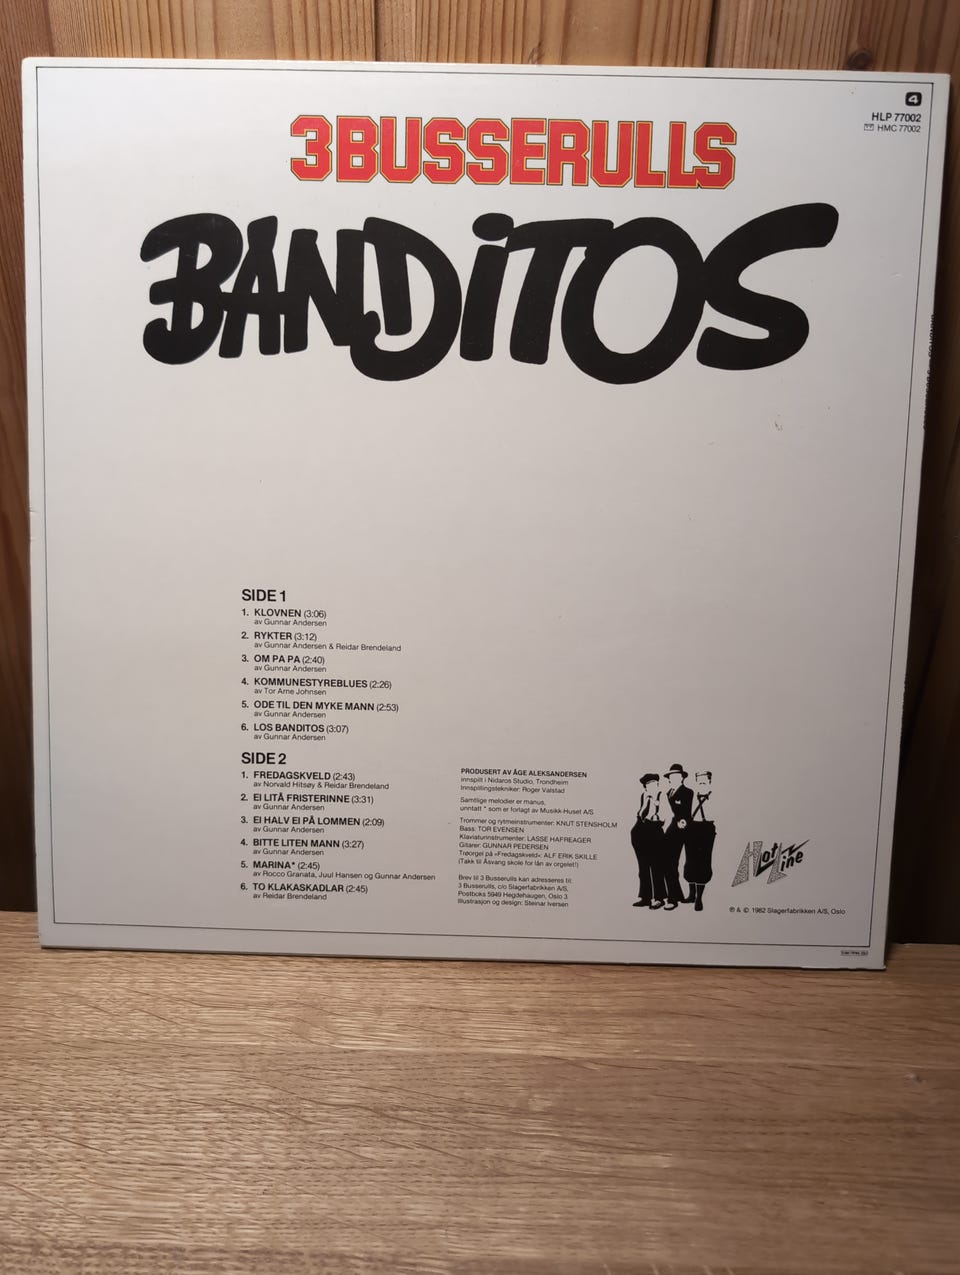 4
HLP 77002
HMC 77002
3 BUSSERULLS
BANDITOS
SIDE 1
1. KLOVNEN (3:06)
av Gunnar Andersen
2. RYKTER (3:12)
av Gunnar Andersen & Reidar Brendeland
3. OM PA PA (2:40)
av Gunnar Andersen
4. KOMMUNESTYREBLUES (2:26)
av Tor Arne Johnsen
5. ODE TIL DEN MYKE MANN (2:53)
av Gunnar Andersen
6. LOS BANDITOS (3:07)
av Gunnar Andersen
SIDE 2
1. FREDAGSKVELD (2:43)
av Norvald Hitsøy & Reidar Brendeland
2. EI LITÅ FRISTERINNE (3:31)
av Gunnar Andersen
3. EI HALV EI PÅ LOMMEN (2:09)
av Gunnar Andersen
4. BITTE LITEN MANN (3:27)
av Gunnar Andersen
5. MARINA* (2:45)
av Rocco Granata, Juul Hansen og Gunnar Andersen
6. TO KLAKASKADLAR (2:45)
av Reidar Brendeland
PRODUSERT AV ÅGE ALEKSANDERSEN
innspilt i Nidaros Studio, Trondheim
Innspillingstekniker: Roger Valstad
Samtlige melodier er manus,
unntatt * som er forlagt av Musikk-Huset A/S
Trommer og rytmeinstrumenter: KNUT STENSHOLM
Bass: TOR EVENSEN
Klaviaturinstrumenter: LASSE HAFREAGER
Gitarer: GUNNAR PEDERSEN
Trøorgel på «Fredagskveld»: ALF ERIK SKILLE
(Takk til Åsvang skole for lån av orgelet!)
Brev til 3 Busserulls kan adresseres til:
3 Busserulls, c/o Slagerfabrikken A/S,
Postboks 5949 Hegdehaugen, Oslo 3
Illustrasjon og design: Steinar Iversen
Hot Line
℗ & © 1982 Slagerfabrikken A/S, Oslo